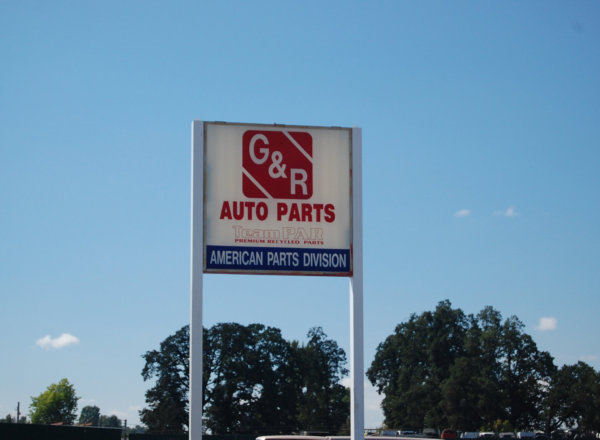 G&R
AUTO PARTS
TeamPAR
PREMIUM RECYCLED PARTS
AMERICAN PARTS DIVISION